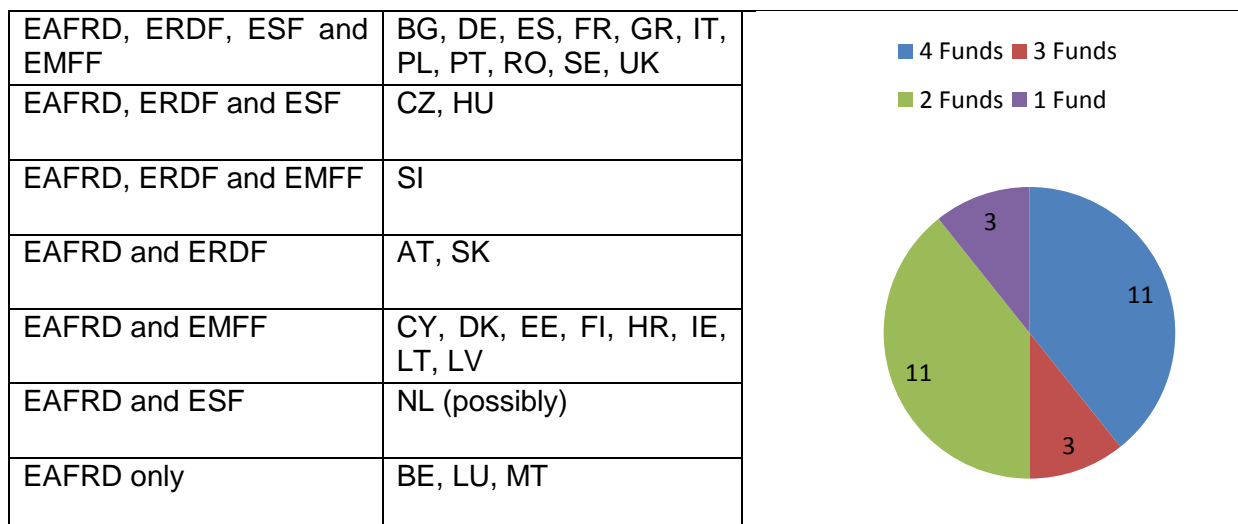 EAFRD, ERDF, ESF and
EMFF
BG, DE, ES, FR, GR, IT,
PL, PT, RO, SE, UK
EAFRD, ERDF and ESF
CZ, HU
EAFRD, ERDF and EMFF
SI
EAFRD and ERDF
AT, SK
EAFRD and EMFF
CY, DK, EE, FI, HR, IE,
LT, LV
EAFRD and ESF
NL (possibly)
EAFRD only
BE, LU, MT
4 Funds 3 Funds
2 Funds 1 Fund
3
11
11
3